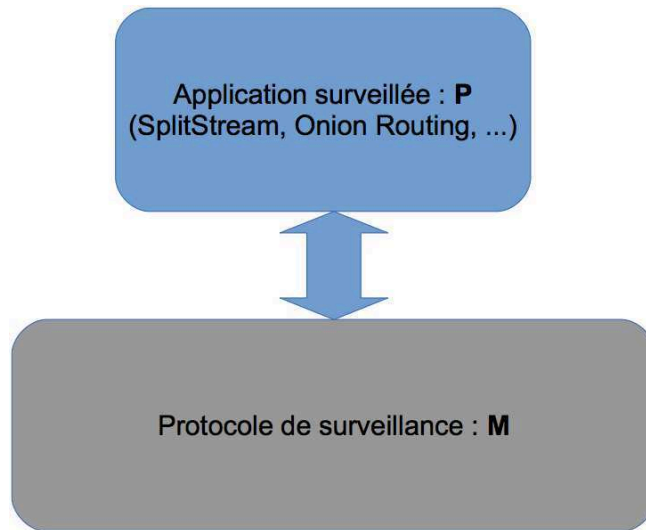 Application surveillée : P
(SplitStream, Onion Routing, ...)
Protocole de surveillance : M